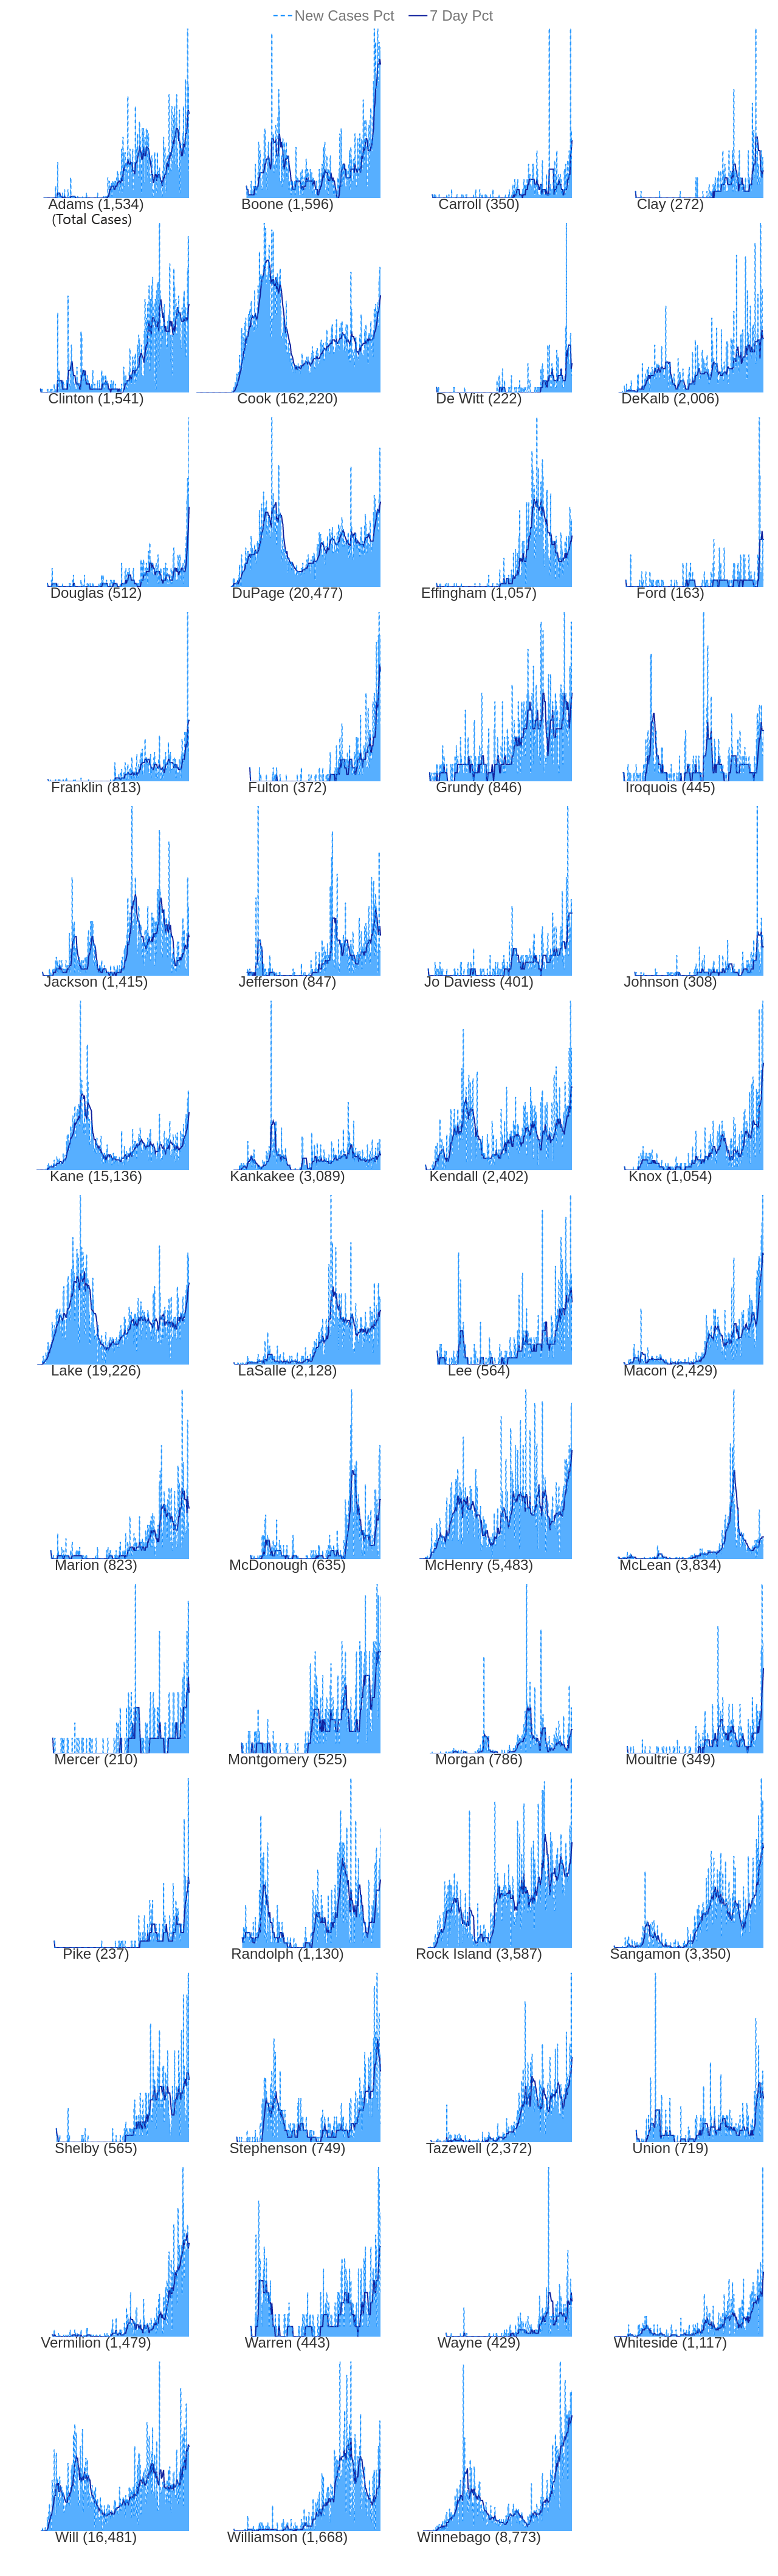 New Cases Pct 7 Day Pct
Adams (1,534) Boone (1,596) Carroll (350) Clay (272)
(Total Cases)
Clinton (1,541) Cook (162,220) De Witt (222) DeKalb (2,006)
Douglas (512) DuPage (20,477) Effingham (1,057) Ford (163)
Franklin (813) Fulton (372) Grundy (846) Iroquois (445)
Jackson (1,415) Jefferson (847) Jo Daviess (401) Johnson (308)
Kane (15,136) Kankakee (3,089) Kendall (2,402) Knox (1,054)
Lake (19,226) LaSalle (2,128) Lee (564) Macon (2,429)
Marion (823) McDonough (635) McHenry (5,483) McLean (3,834)
Mercer (210) Montgomery (525) Morgan (786) Moultrie (349)
Pike (237) Randolph (1,130) Rock Island (3,587) Sangamon (3,350)
Shelby (565) Stephenson (749) Tazewell (2,372) Union (719)
Vermilion (1,479) Warren (443) Wayne (429) Whiteside (1,117)
Will (16,481) Williamson (1,668) Winnebago (8,773)